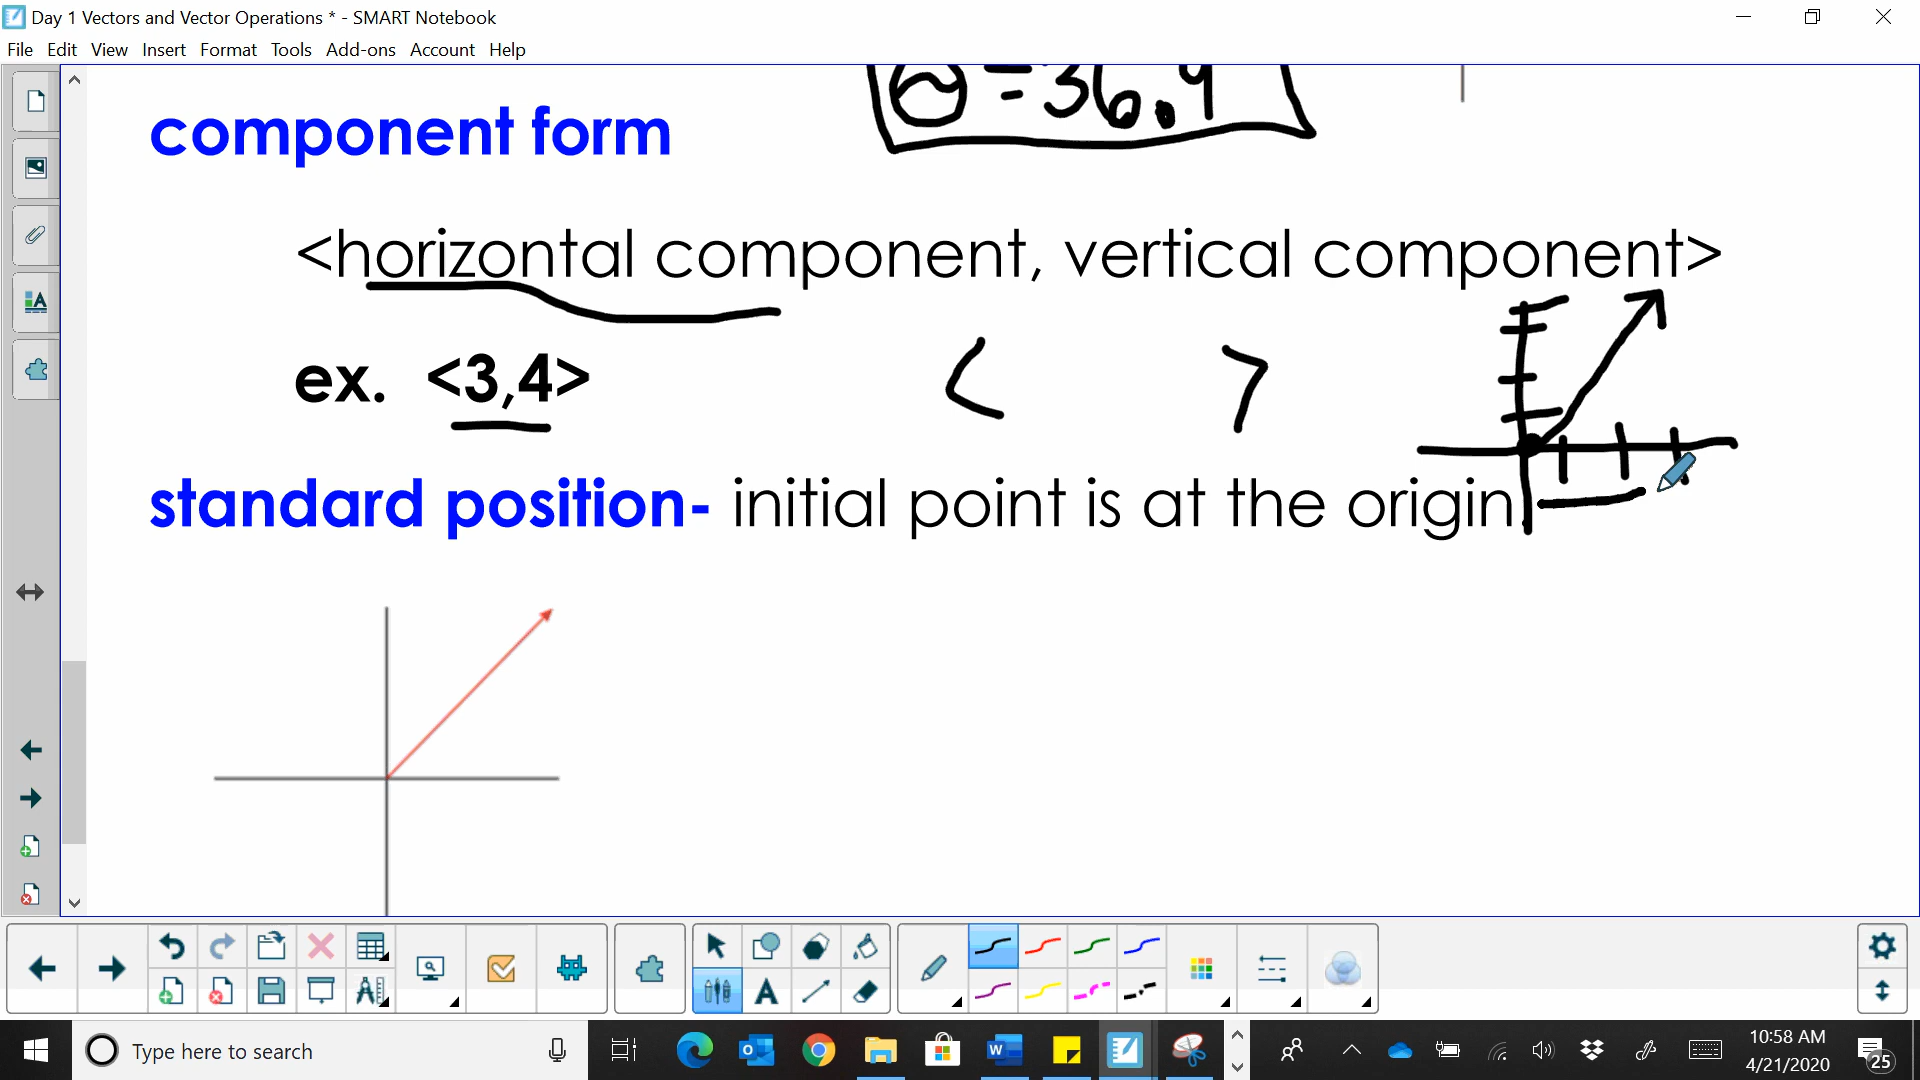 Day 1 Vectors and Vector Operations * - SMART Notebook
File Edit View Insert Format Tools Add-ons Account Help
Θ = 36.9
component form
<horizontal component, vertical component>
ex. <3,4>
< >
standard position- initial point is at the origin.
Type here to search
10:58 AM
4/21/2020
25